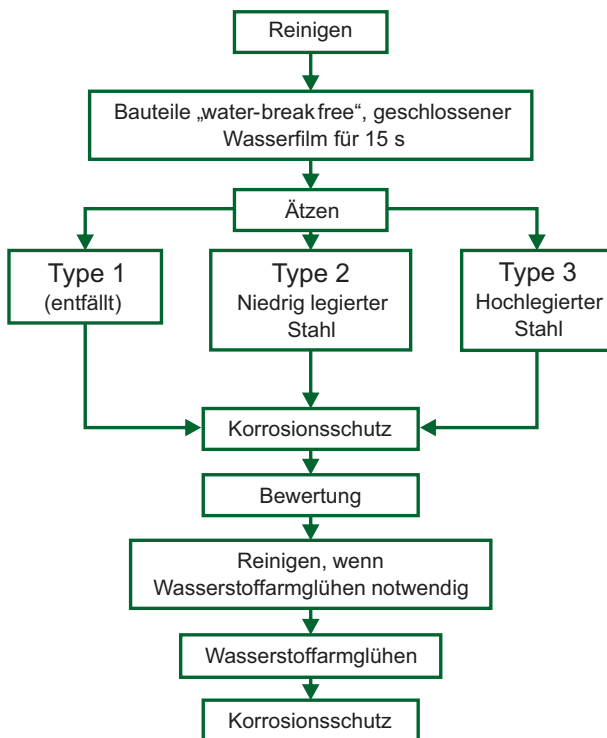 Reinigen
Bauteile „water-break free“, geschlossener
Wasserfilm für 15 s
Ätzen
Type 1
(entfällt)
Type 2
Niedrig legierter
Stahl
Type 3
Hochlegierter
Stahl
Korrosionsschutz
Bewertung
Reinigen, wenn
Wasserstoffarmglühen notwendig
Wasserstoffarmglühen
Korrosionsschutz